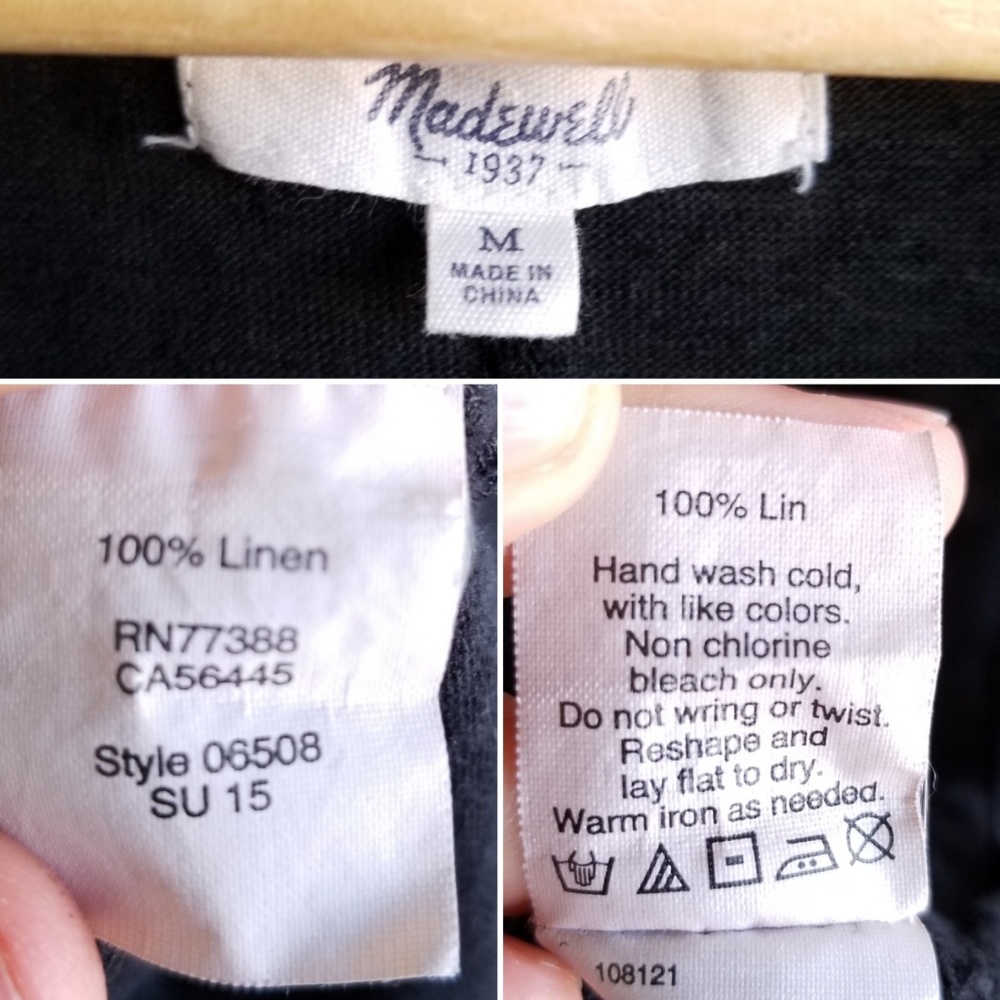 Madewell
1937
M
MADE IN
CHINA
100% Linen
RN77388
CA56445
Style 06508
SU 15
100% Lin
Hand wash cold,
with like colors.
Non chlorine
bleach only.
Do not wring or twist.
Reshape and
lay flat to dry.
Warm iron as needed.
108121